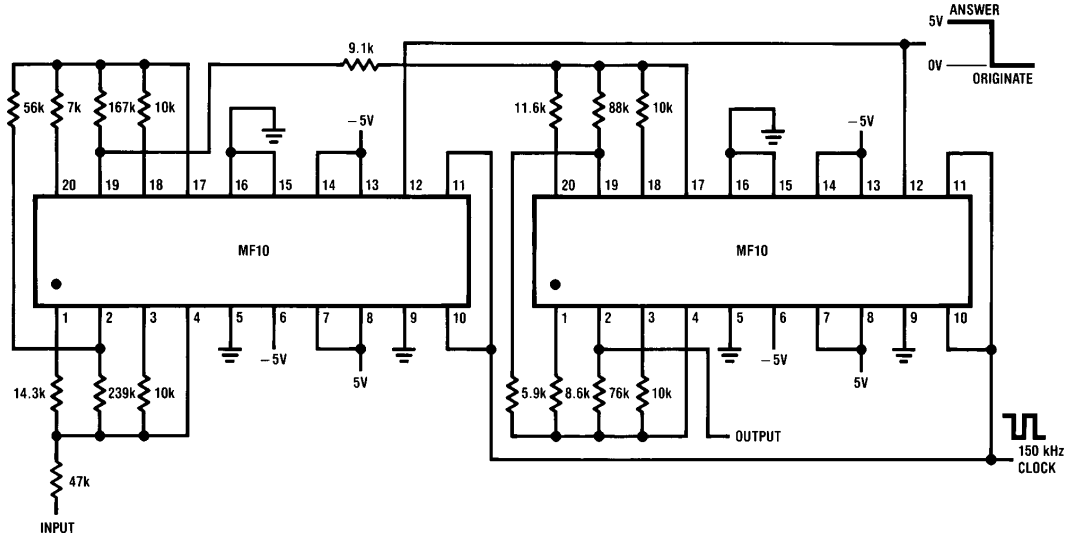 ANSWER
5V
0V
ORIGINATE
9.1k
56k
7k
167k
10k
11.6k
88k
10k
−5V
−5V
20 19 18 17 16 15 14 13 12 11
20 19 18 17 16 15 14 13 12 11
MF10
MF10
1 2 3 4 5 6 7 8 9 10
1 2 3 4 5 6 7 8 9 10
−5V
5V
−5V
5V
14.3k
239k
10k
5.9k
8.6k
76k
10k
OUTPUT
150 kHz
CLOCK
47k
INPUT